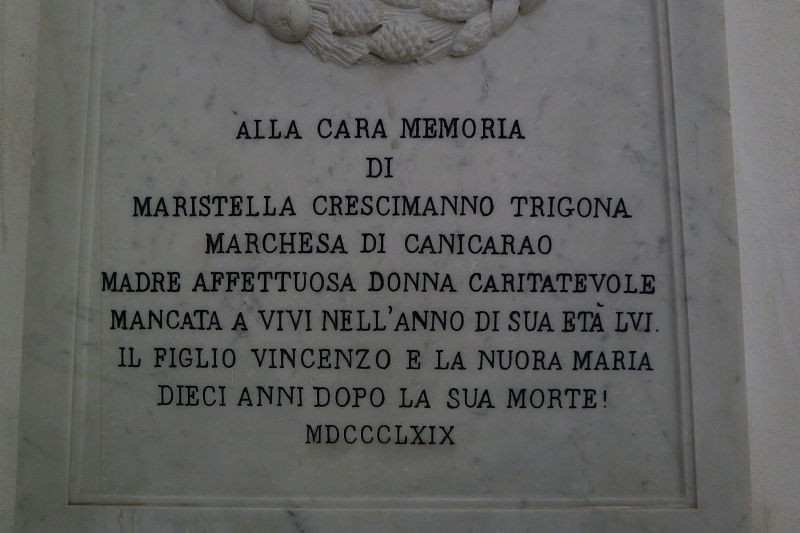 ALLA CARA MEMORIA
DI
MARISTELLA CRESCIMANNO TRIGONA
MARCHESA DI CANICARAO
MADRE AFFETTUOSA DONNA CARITATEVOLE
MANCATA A VIVI NELL'ANNO DI SUA ETÀ LVI.
IL FIGLIO VINCENZO E LA NUORA MARIA
DIECI ANNI DOPO LA SUA MORTE!
MDCCCLXIX